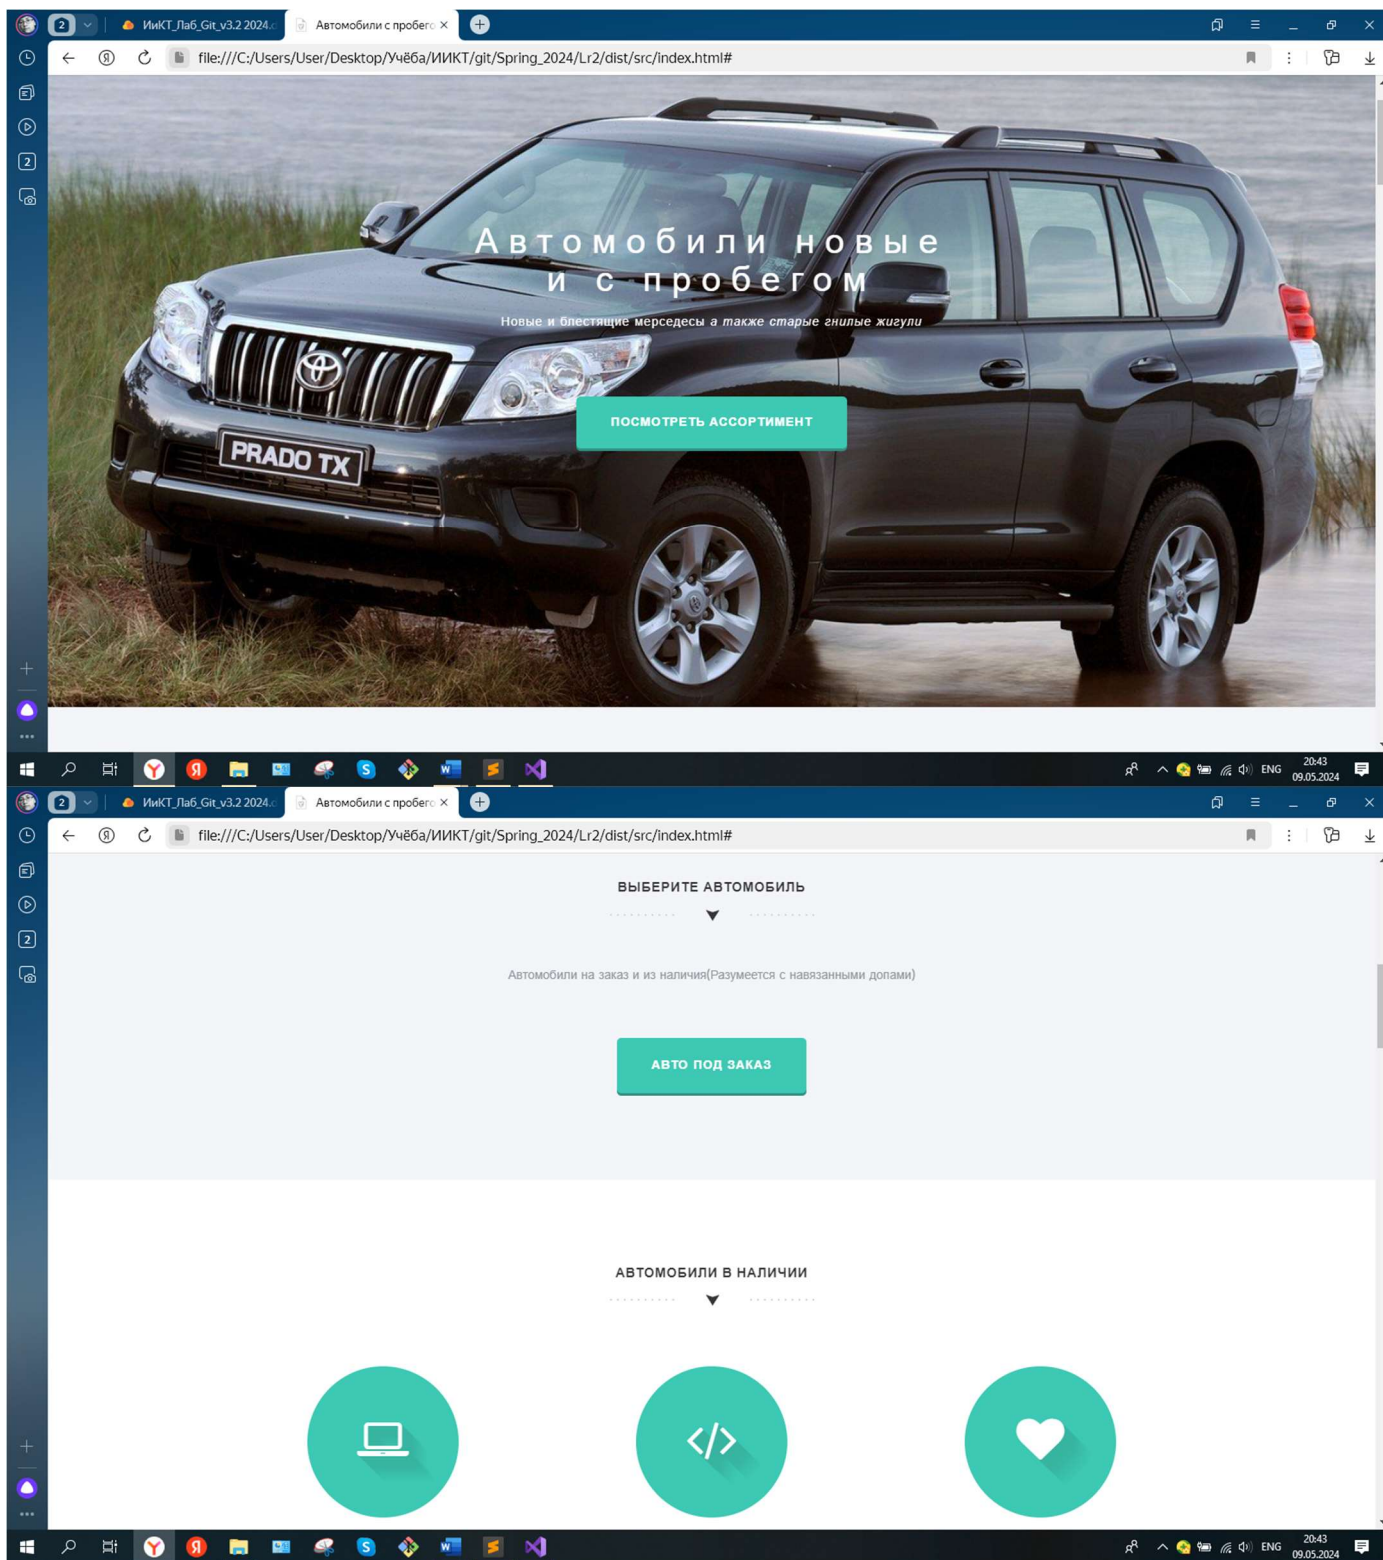 2
ИиКТ_Лаб_Git_v3.2 2024.d
Автомобили с пробего
file:///C:/Users/User/Desktop/Учёба/ИИКТ/git/Spring_2024/Lr2/dist/src/index.html#
2
Автомобили новые
и с пробегом
Новые и блестящие мерседесы а также старые гнилые жигули
ПОСМОТРЕТЬ АССОРТИМЕНТ
PRADO TX
ENG
20:43
09.05.2024
2
ИиКТ_Лаб_Git_v3.2 2024.d
Автомобили с пробего
file:///C:/Users/User/Desktop/Учёба/ИИКТ/git/Spring_2024/Lr2/dist/src/index.html#
2
ВЫБЕРИТЕ АВТОМОБИЛЬ
Автомобили на заказ и из наличия(Разумеется с навязанными допами)
АВТО ПОД ЗАКАЗ
АВТОМОБИЛИ В НАЛИЧИИ
ENG
20:43
09.05.2024